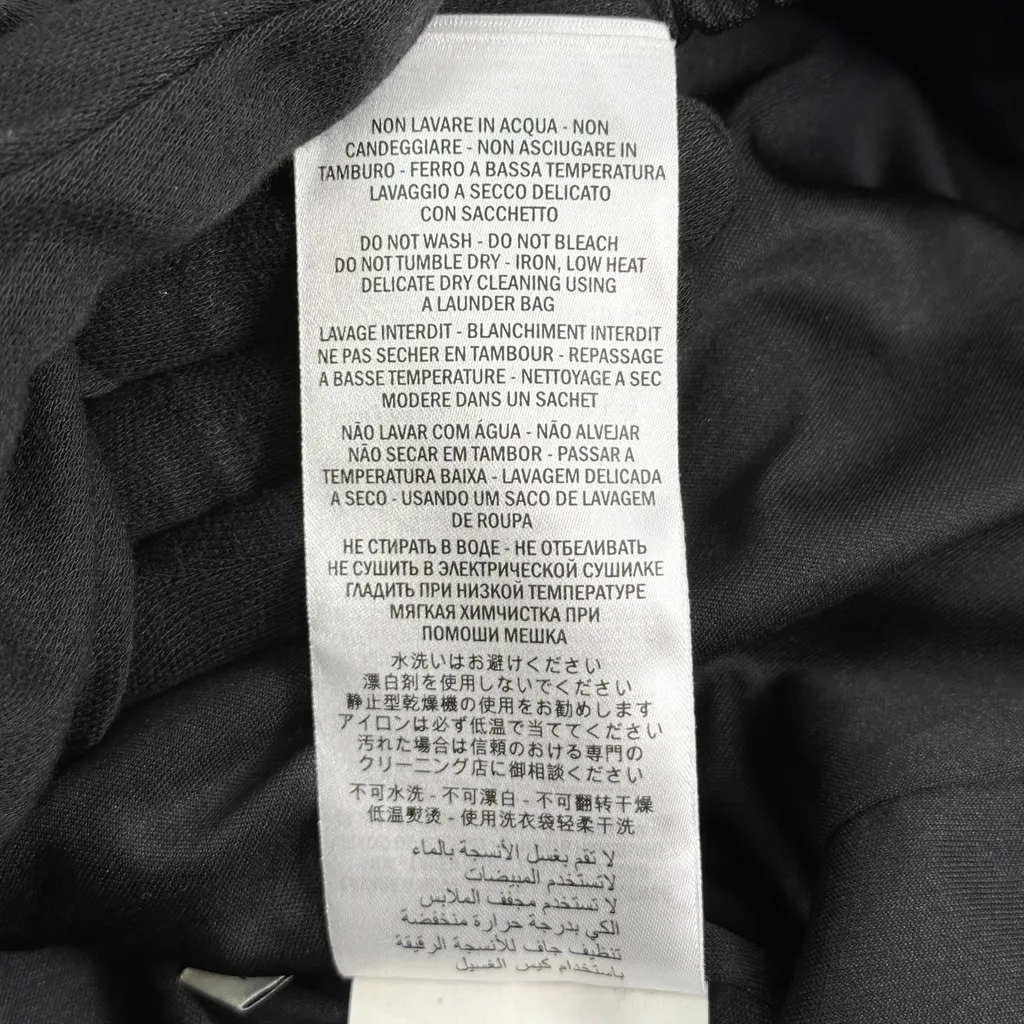 NON LAVARE IN ACQUA - NON
CANDEGGIARE - NON ASCIUGARE IN
TAMBURO - FERRO A BASSA TEMPERATURA
LAVAGGIO A SECCO DELICATO
CON SACCHETTO
DO NOT WASH - DO NOT BLEACH
DO NOT TUMBLE DRY - IRON, LOW HEAT
DELICATE DRY CLEANING USING
A LAUNDER BAG
LAVAGE INTERDIT - BLANCHIMENT INTERDIT
NE PAS SECHER EN TAMBOUR - REPASSAGE
A BASSE TEMPERATURE - NETTOYAGE A SEC
MODERE DANS UN SACHET
NÃO LAVAR COM ÁGUA - NÃO ALVEJAR
NÃO SECAR EM TAMBOR - PASSAR A
TEMPERATURA BAIXA - LAVAGEM DELICADA
A SECO - USANDO UM SACO DE LAVAGEM
DE ROUPA
НЕ СТИРАТЬ В ВОДЕ - НЕ ОТБЕЛИВАТЬ
НЕ СУШИТЬ В ЭЛЕКТРИЧЕСКОЙ СУШИЛКЕ
ГЛАДИТЬ ПРИ НИЗКОЙ ТЕМПЕРАТУРЕ
МЯГКАЯ ХИМЧИСТКА ПРИ
ПОМОШИ МЕШКА
水洗いはお避けください
漂白剤を使用しないでください
静止型乾燥機の使用をお勧めします
アイロンは必ず低温で当ててください
汚れた場合は信頼のおける専門の
クリーニング店に御相談ください
不可水洗 - 不可漂白 - 不可翻转干燥
低温熨烫 - 使用洗衣袋轻柔干洗
لا تقم بغسل الأنسجة بالماء
لاتستخدم المبيضات
لا تستخدم مجفف الملابس
الكي بدرجة حرارة منخفضة
تنظيف جاف للأنسجة الرقيقة
باستخدام كيس الغسيل